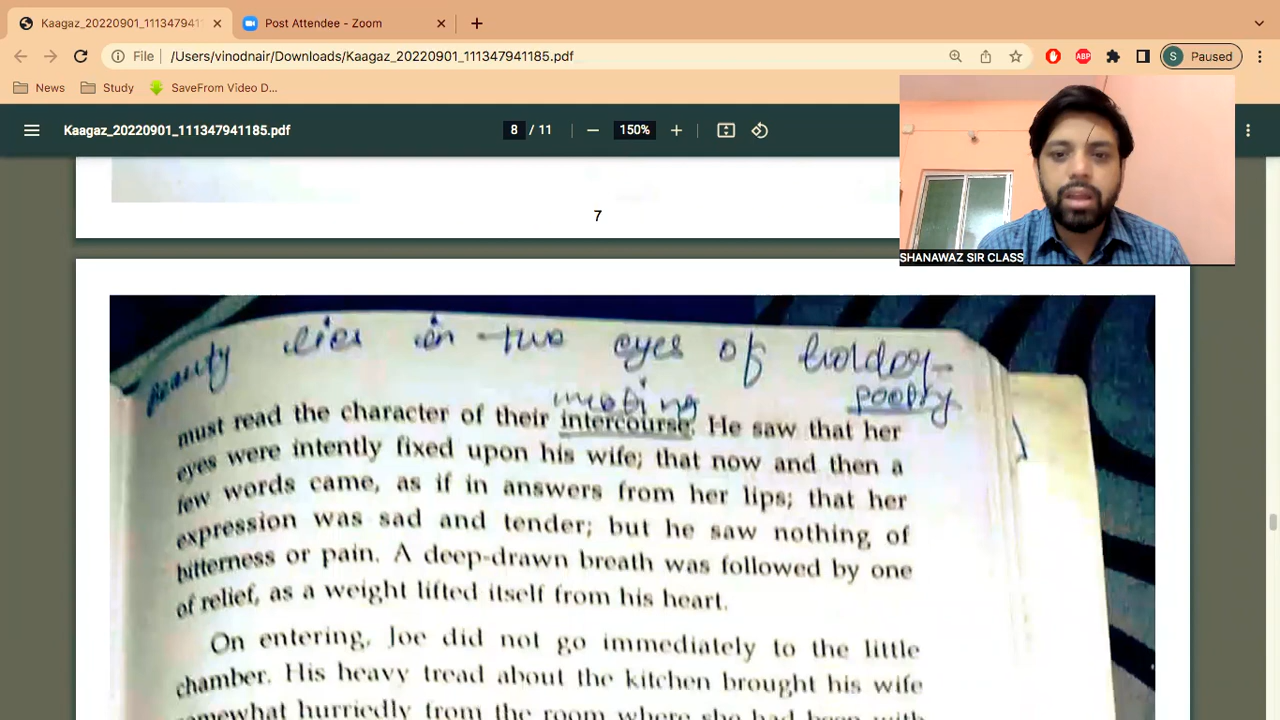 Kaagaz_20220901_111347941
Post Attendee - Zoom
File
/Users/vinodnair/Downloads/Kaagaz_20220901_111347941185.pdf
S
Paused
News
Study
SaveFrom Video D...
ABP
Kaagaz_20220901_111347941185.pdf
8 / 11
150%
7
SHANAWAZ SIR CLASS
Beauty lies in two eyes of holder
meeting
poetry
must read the character of their intercourse. He saw that her
eyes were intently fixed upon his wife; that now and then a
few words came, as if in answers from her lips; that her
expression was sad and tender; but he saw nothing of
bitterness or pain. A deep-drawn breath was followed by one
of relief, as a weight lifted itself from his heart.
On entering, Joe did not go immediately to the little
chamber. His heavy tread about the kitchen brought his wife
somewhat hurriedly from the room where she had been with